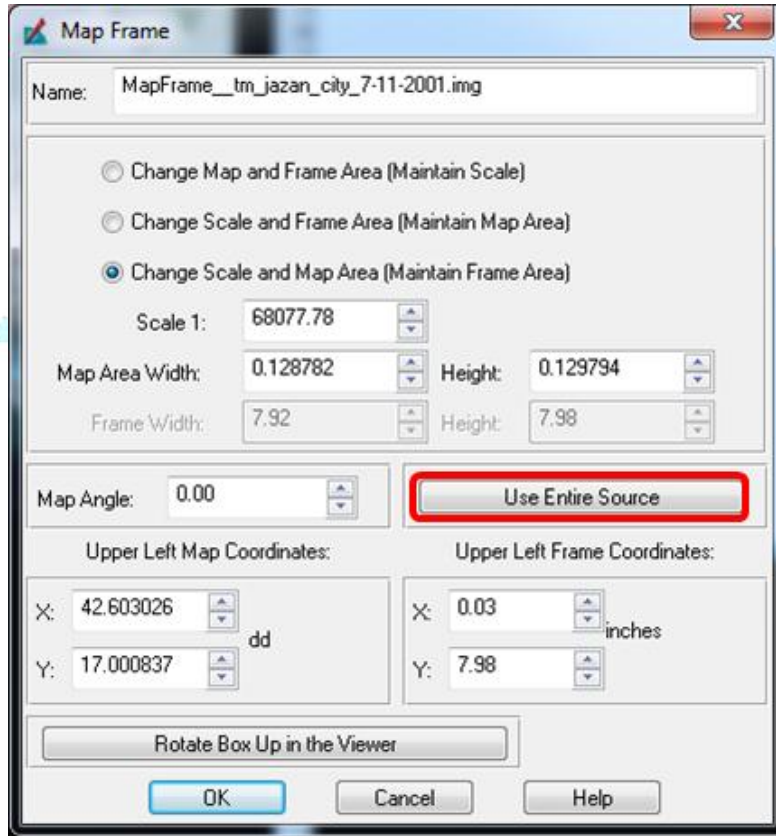 Map Frame
Name: MapFrame__tm_jazan_city_7-11-2001.img
Change Map and Frame Area (Maintain Scale)
Change Scale and Frame Area (Maintain Map Area)
Change Scale and Map Area (Maintain Frame Area)
Scale 1: 68077.78
Map Area Width: 0.128782 Height: 0.129794
Frame Width: 7.92 Height: 7.98
Map Angle: 0.00 Use Entire Source
Upper Left Map Coordinates: Upper Left Frame Coordinates:
X: 42.603026 X: 0.03
dd inches
Y: 17.000837 Y: 7.98
Rotate Box Up in the Viewer
OK Cancel Help